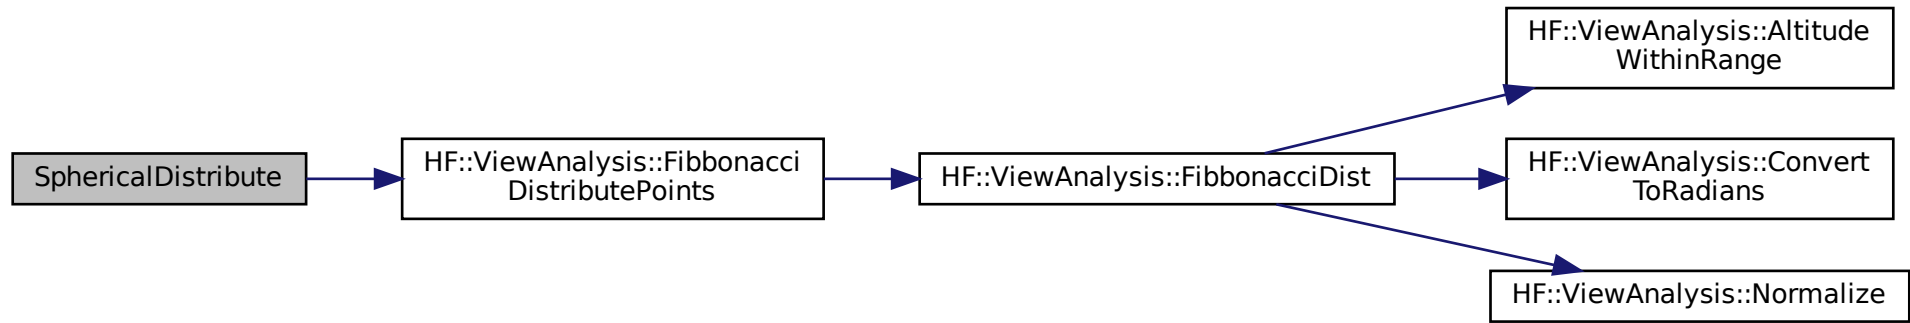 SphericalDistribute
HF::ViewAnalysis::Fibbonacci
DistributePoints
HF::ViewAnalysis::FibbonacciDist
HF::ViewAnalysis::Altitude
WithinRange
HF::ViewAnalysis::Convert
ToRadians
HF::ViewAnalysis::Normalize